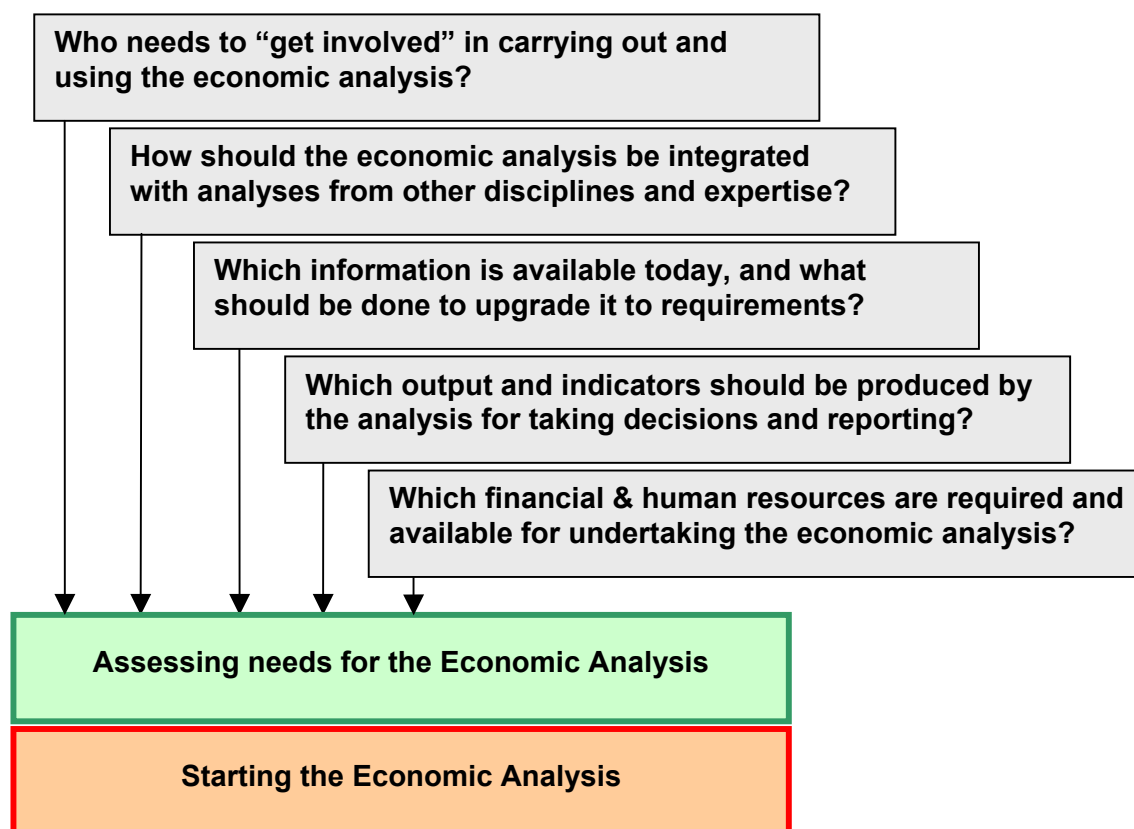 Who needs to “get involved” in carrying out and
using the economic analysis?
How should the economic analysis be integrated
with analyses from other disciplines and expertise?
Which information is available today, and what
should be done to upgrade it to requirements?
Which output and indicators should be produced by
the analysis for taking decisions and reporting?
Which financial & human resources are required and
available for undertaking the economic analysis?
Assessing needs for the Economic Analysis
Starting the Economic Analysis